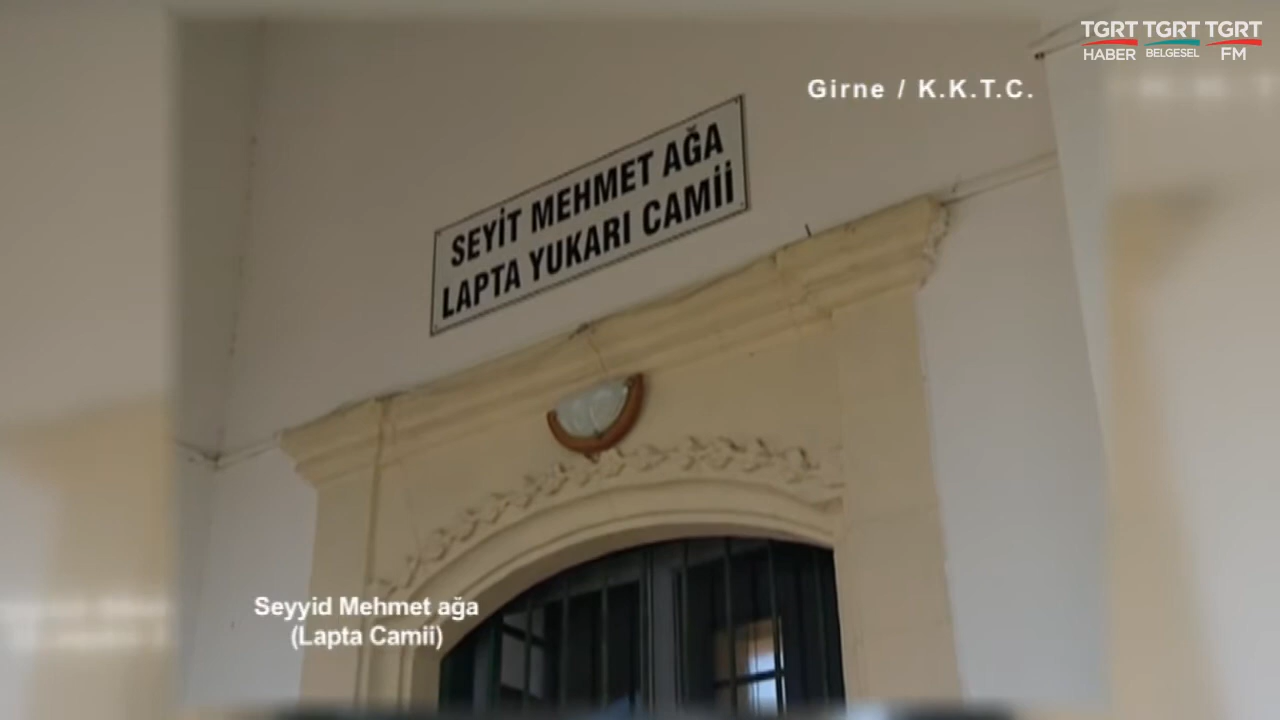 TGRT TGRT TGRT
HABER BELGESEL FM
Girne / K.K.T.C.
SEYİT MEHMET AĞA
LAPTA YUKARI CAMİİ
Seyyid Mehmet ağa
(Lapta Camii)